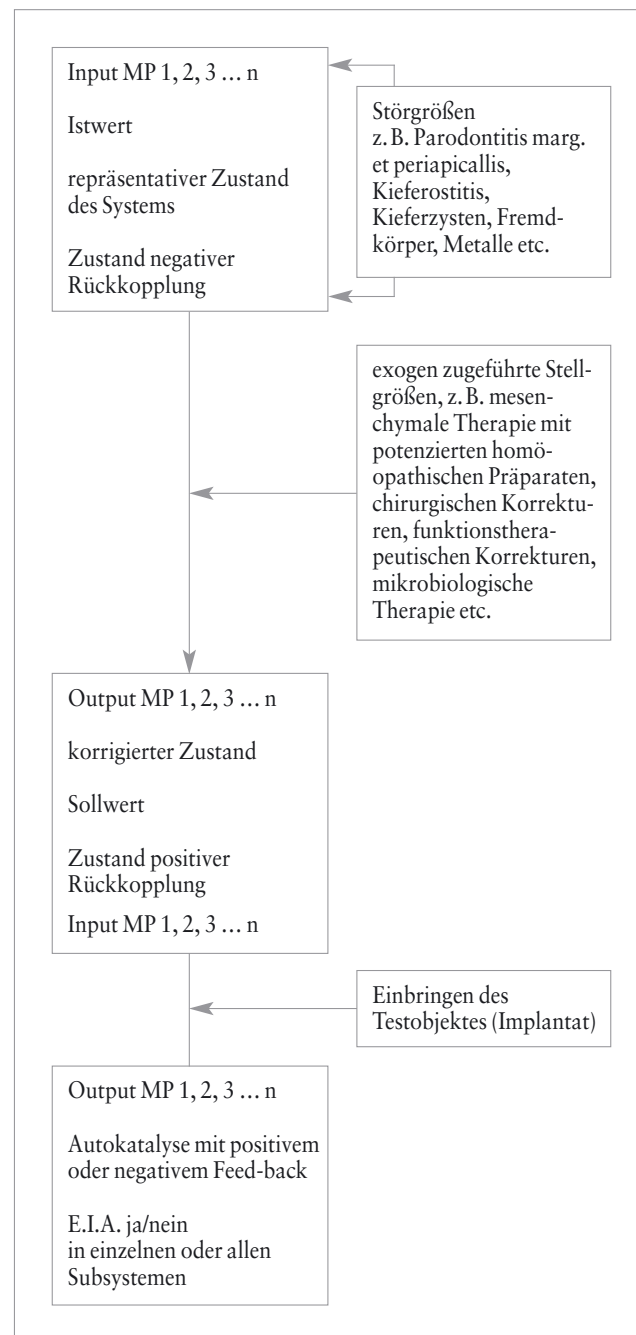 Input MP 1, 2, 3 … n
Istwert
repräsentativer Zustand
des Systems
Zustand negativer
Rückkopplung
Störgrößen
z. B. Parodontitis marg.
et periapicallis,
Kieferostitis,
Kieferzysten, Fremd-
körper, Metalle etc.
exogen zugeführte Stell-
größen, z. B. mesen-
chymale Therapie mit
potenzierten homö-
opathischen Präparaten,
chirurgischen Korrektu-
ren, funktionsthera-
peutischen Korrekturen,
mikrobiologische
Therapie etc.
Output MP 1, 2, 3 … n
korrigierter Zustand
Sollwert
Zustand positiver
Rückkopplung
Input MP 1, 2, 3 … n
Einbringen des
Testobjektes (Implantat)
Output MP 1, 2, 3 … n
Autokatalyse mit positivem
oder negativem Feed-back
E.I.A. ja/nein
in einzelnen oder allen
Subsystemen